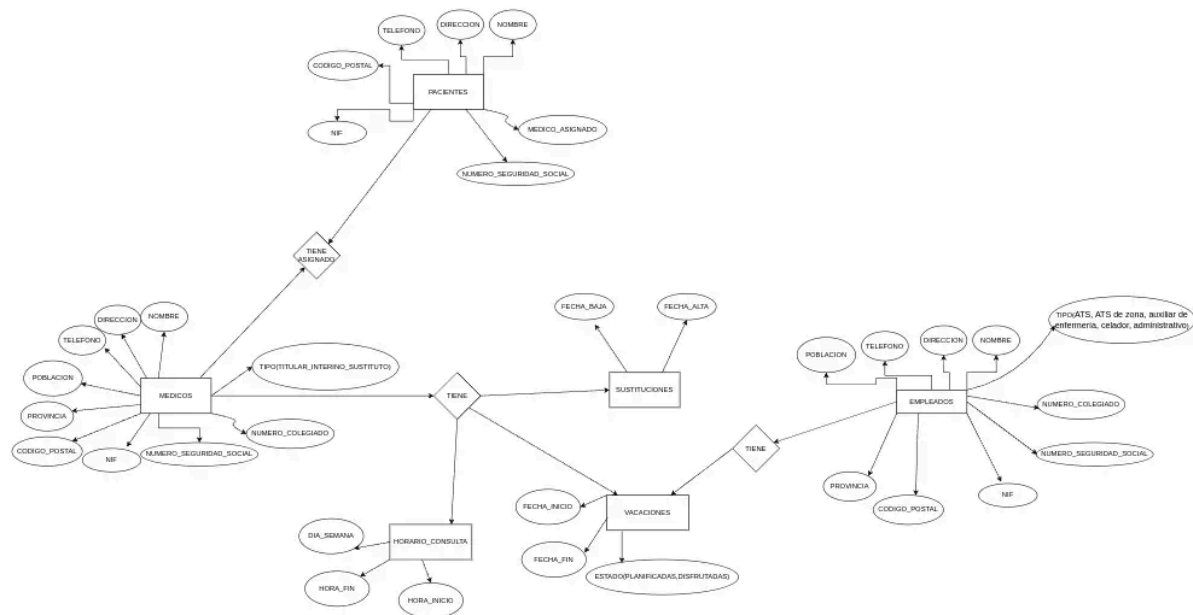 NOMBRE
DIRECCION
TELEFONO
CODIGO_POSTAL
PACIENTES
NIF
MEDICO_ASIGNADO
NUMERO_SEGURIDAD_SOCIAL
TIENE
ASIGNADO
NOMBRE
DIRECCION
TELEFONO
POBLACION
PROVINCIA
CODIGO_POSTAL
NIF
MEDICOS
TIPO(TITULAR_INTERINO_SUSTITUTO)
NUMERO_COLEGIADO
NUMERO_SEGURIDAD_SOCIAL
TIENE
FECHA_BAJA
FECHA_ALTA
SUSTITUCIONES
HORARIO_CONSULTA
DIA_SEMANA
HORA_FIN
HORA_INICIO
FECHA_INICIO
VACACIONES
FECHA_FIN
ESTADO(PLANIFICADAS,DISFRUTADAS)
TIENE
TIPO(ATS, ATS de zona, auxiliar de
enfermería, celador, administrativo)
NOMBRE
DIRECCION
TELEFONO
POBLACION
EMPLEADOS
NUMERO_COLEGIADO
NUMERO_SEGURIDAD_SOCIAL
PROVINCIA
CODIGO_POSTAL
NIF